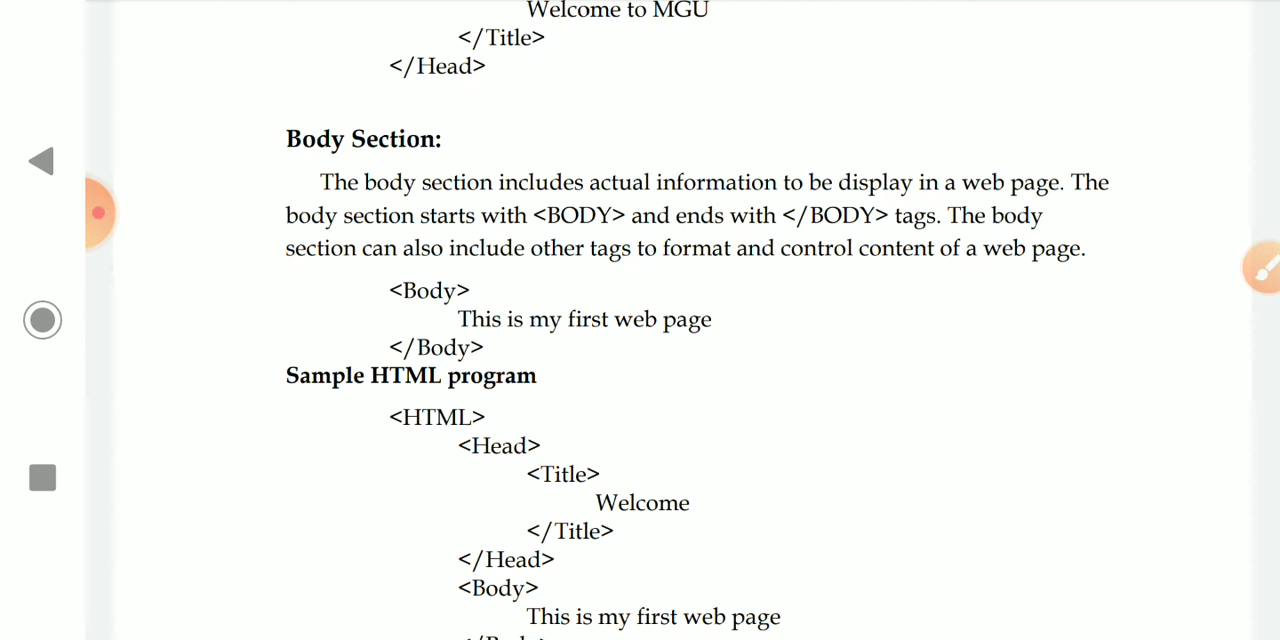 Welcome to MGU
</Title>
</Head>
Body Section:
The body section includes actual information to be display in a web page. The
body section starts with <BODY> and ends with </BODY> tags. The body
section can also include other tags to format and control content of a web page.
<Body>
This is my first web page
</Body>
Sample HTML program
<HTML>
<Head>
<Title>
Welcome
</Title>
</Head>
<Body>
This is my first web page